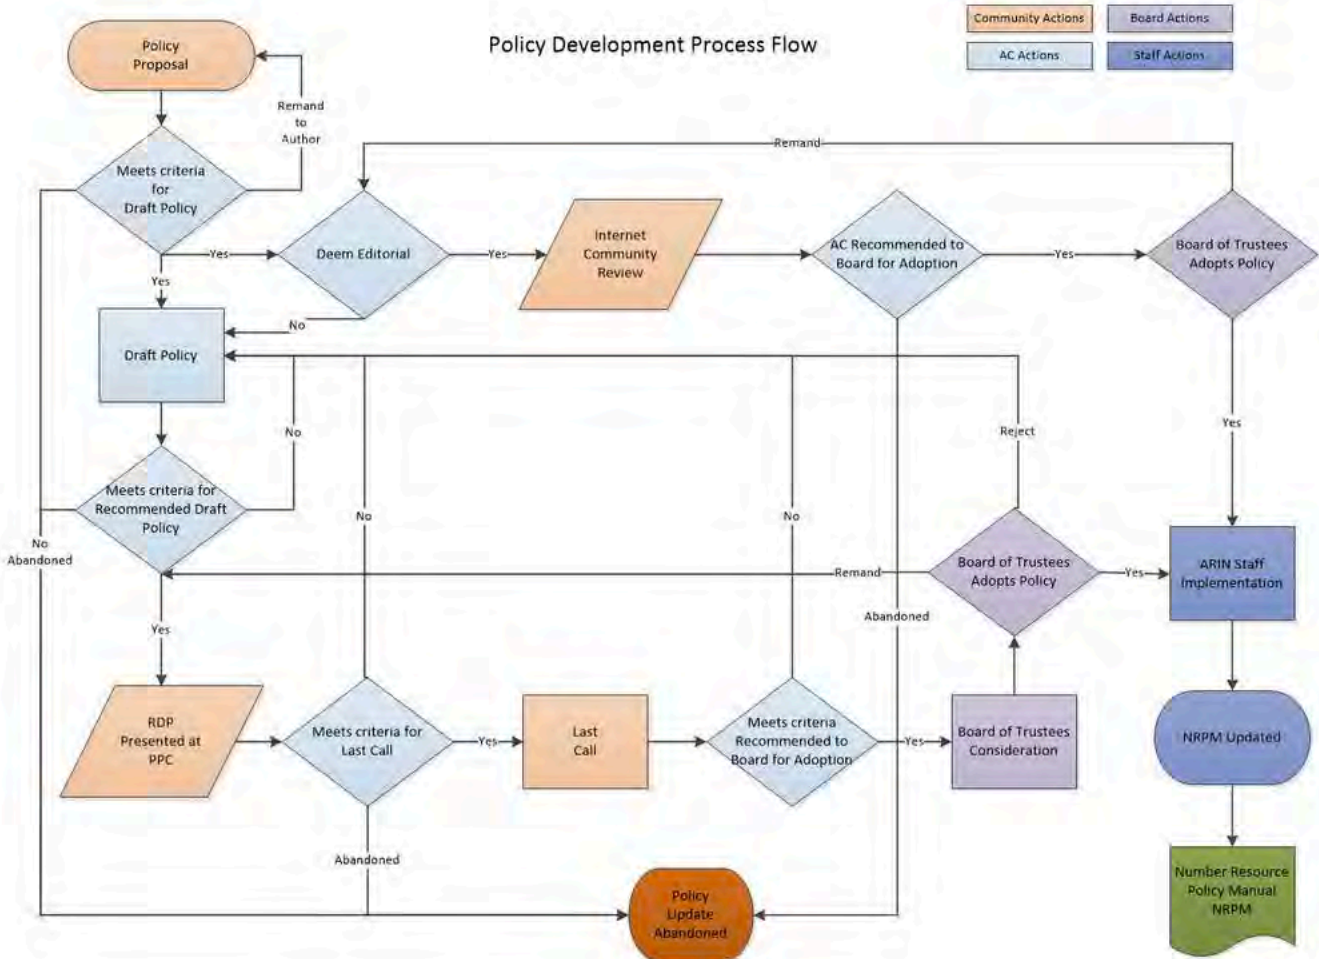 Community Actions
Board Actions
Policy Development Process Flow
AC Actions
Staff Actions
Policy
Proposal
Remand
to
Author
Remand
Meets criteria
for
Draft Policy
Yes
Deem Editorial
Yes
Internet
Community
Review
AC Recommended to
Board for Adoption
Yes
Board of Trustees
Adopts Policy
Yes
No
Draft Policy
No
Reject
Yes
Meets criteria for
Recommended Draft
Policy
No
No
No
Abandoned
Remand
Board of Trustees
Adopts Policy
Yes
ARIN Staff
Implementation
Abandoned
Yes
RDP
Presented at
PPC
Meets criteria for
Last Call
Yes
Last
Call
Meets criteria
Recommended to
Board for Adoption
Yes
Board of Trustees
Consideration
NRPM Updated
Abandoned
Policy
Update
Abandoned
Number Resource
Policy Manual
NRPM